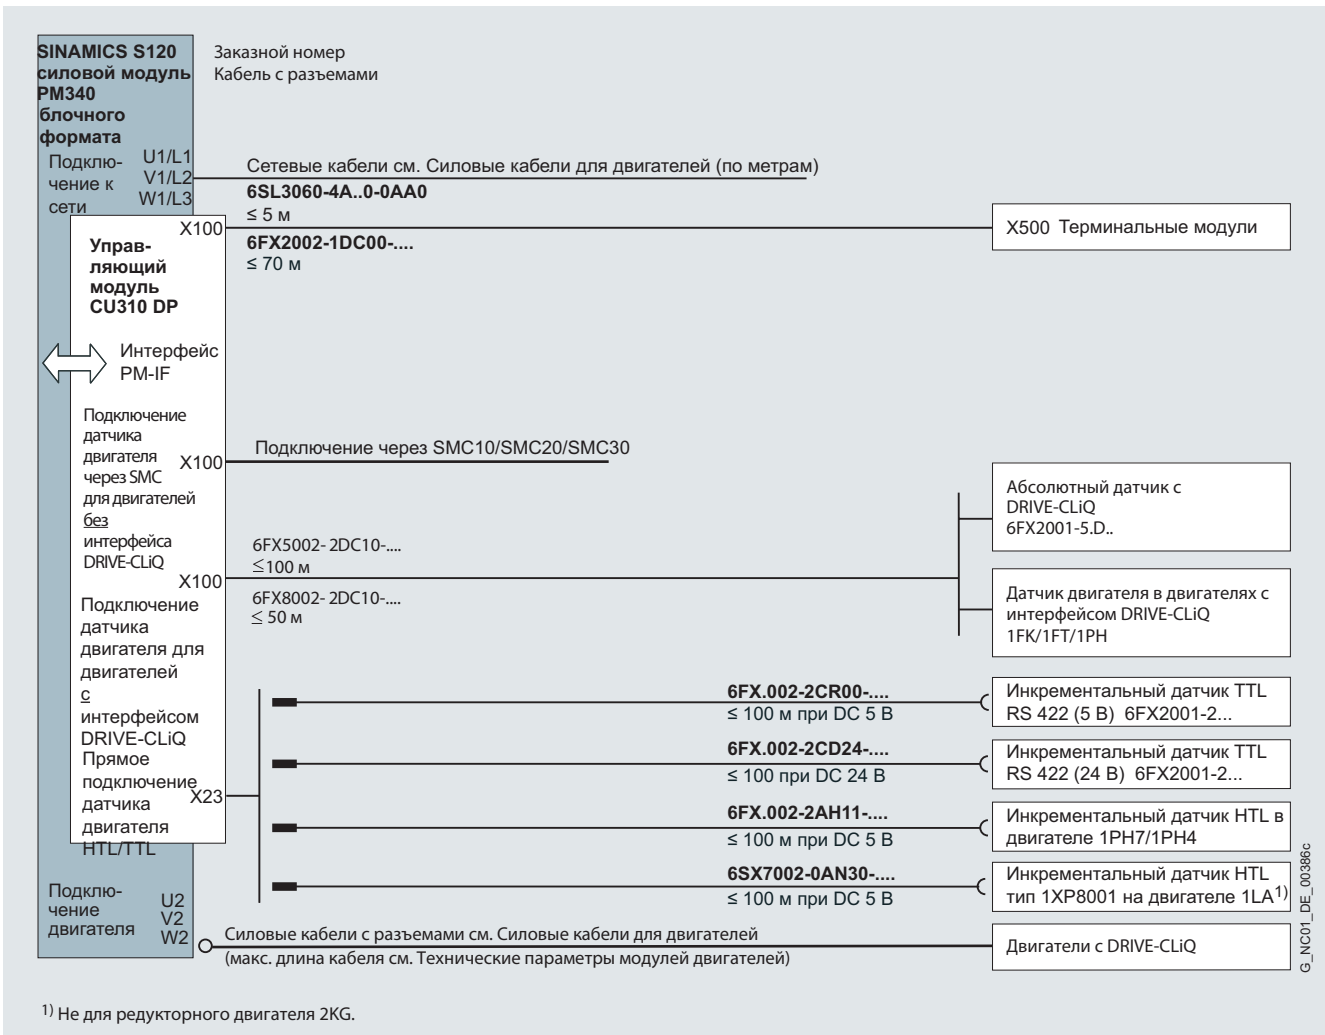 SINAMICS S120
силовой модуль
PM340
блочного
формата
Заказной номер
Кабель с разъемами
Подклю-
чение к
сети
U1/L1
V1/L2
W1/L3
Сетевые кабели см. Силовые кабели для двигателей (по метрам)
6SL3060-4A..0-0AA0
≤ 5 м
X100
6FX2002-1DC00-....
≤ 70 м
X500 Терминальные модули
Управ-
ляющий
модуль
CU310 DP
Интерфейс
PM-IF
Подключение
датчика
двигателя
через SMC
для двигателей
без
интерфейса
DRIVE-CLiQ
X100
Подключение через SMC10/SMC20/SMC30
X100
6FX5002- 2DC10-....
≤100 м
6FX8002- 2DC10-....
≤ 50 м
Абсолютный датчик с
DRIVE-CLiQ
6FX2001-5.D..
Датчик двигателя в двигателях с
интерфейсом DRIVE-CLiQ
1FK/1FT/1PH
Подключение
датчика
двигателя для
двигателей
с
интерфейсом
DRIVE-CLiQ
Прямое
подключение
датчика
двигателя
HTL/TTL
X23
6FX.002-2CR00-....
≤ 100 м при DC 5 В
Инкрементальный датчик TTL
RS 422 (5 В) 6FX2001-2...
6FX.002-2CD24-....
≤ 100 при DC 24 В
Инкрементальный датчик TTL
RS 422 (24 В) 6FX2001-2...
6FX.002-2AH11-....
≤ 100 м при DC 5 В
Инкрементальный датчик HTL в
двигателе 1PH7/1PH4
6SX7002-0AN30-....
≤ 100 м при DC 5 В
Инкрементальный датчик HTL
тип 1XP8001 на двигателе 1LA1)
Подклю-
чение
двигателя
U2
V2
W2
Силовые кабели с разъемами см. Силовые кабели для двигателей
(макс. длина кабеля см. Технические параметры модулей двигателей)
Двигатели с DRIVE-CLiQ
G_NC01_DE_00386c
1) Не для редукторного двигателя 2KG.